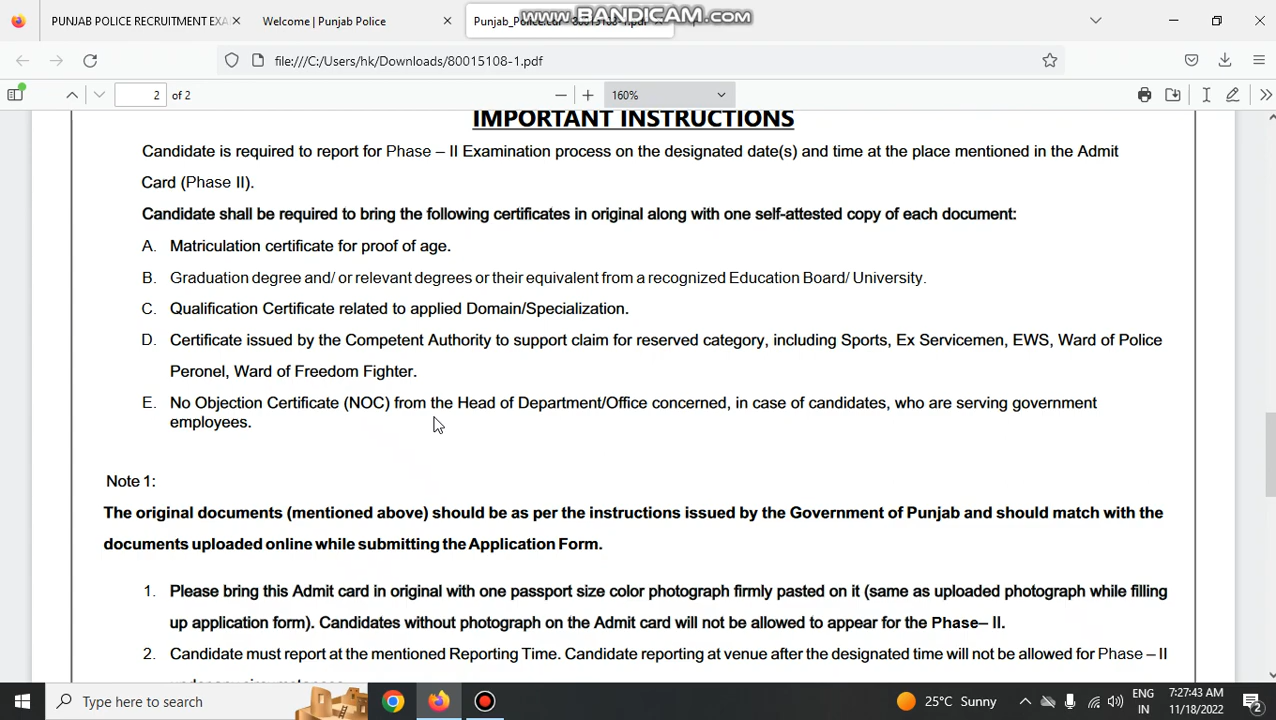 PUNJAB POLICE RECRUITMENT EXA
Welcome | Punjab Police
www.BANDICAM.com
file:///C:/Users/hk/Downloads/80015108-1.pdf
2 of 2
160%
IMPORTANT INSTRUCTIONS
Candidate is required to report for Phase – II Examination process on the designated date(s) and time at the place mentioned in the Admit
Card (Phase II).
Candidate shall be required to bring the following certificates in original along with one self-attested copy of each document:
A. Matriculation certificate for proof of age.
B. Graduation degree and/ or relevant degrees or their equivalent from a recognized Education Board/ University.
C. Qualification Certificate related to applied Domain/Specialization.
D. Certificate issued by the Competent Authority to support claim for reserved category, including Sports, Ex Servicemen, EWS, Ward of Police
Peronel, Ward of Freedom Fighter.
E. No Objection Certificate (NOC) from the Head of Department/Office concerned, in case of candidates, who are serving government
employees.
Note 1:
The original documents (mentioned above) should be as per the instructions issued by the Government of Punjab and should match with the
documents uploaded online while submitting the Application Form.
1. Please bring this Admit card in original with one passport size color photograph firmly pasted on it (same as uploaded photograph while filling
up application form). Candidates without photograph on the Admit card will not be allowed to appear for the Phase– II.
2. Candidate must report at the mentioned Reporting Time. Candidate reporting at venue after the designated time will not be allowed for Phase – II
Type here to search
25°C Sunny
ENG
IN
7:27:43 AM
11/18/2022
2